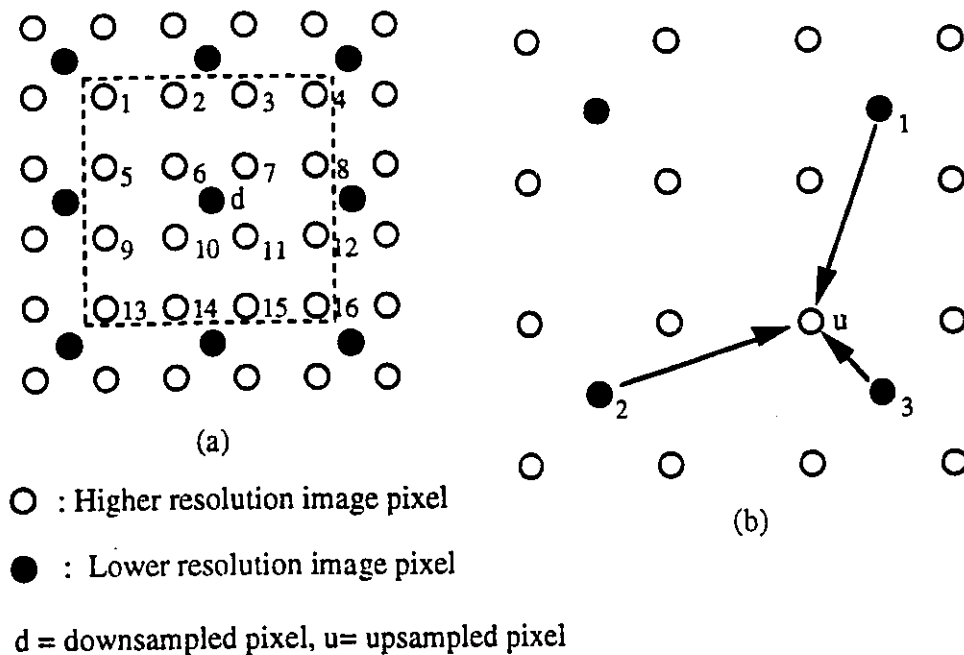 1 2 3 4
5 6 7 8
d
9 10 11 12
13 14 15 16
(a)
1
u
2 3
(b)
: Higher resolution image pixel
: Lower resolution image pixel
d = downsampled pixel, u= upsampled pixel